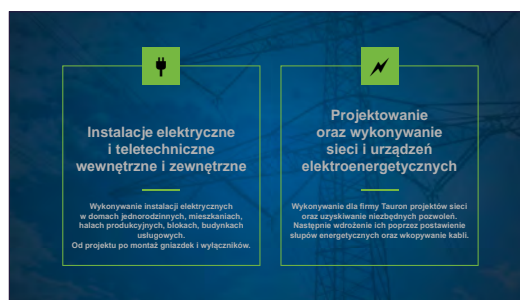 Instalacje elektryczne
i teletechniczne
wewnętrzne i zewnętrzne
Wykonywanie instalacji elektrycznych
w domach jednorodzinnych, mieszkaniach,
halach produkcyjnych, blokach, budynkach
usługowych.
Od projektu po montaż gniazdek i wyłączników.
Projektowanie
oraz wykonywanie
sieci i urządzeń
elektroenergetycznych
Wykonywanie dla firmy Tauron projektów sieci
oraz uzyskiwanie niezbędnych pozwoleń.
Następnie wdrożenie ich poprzez postawienie
słupów energetycznych oraz wkopywanie kabli.